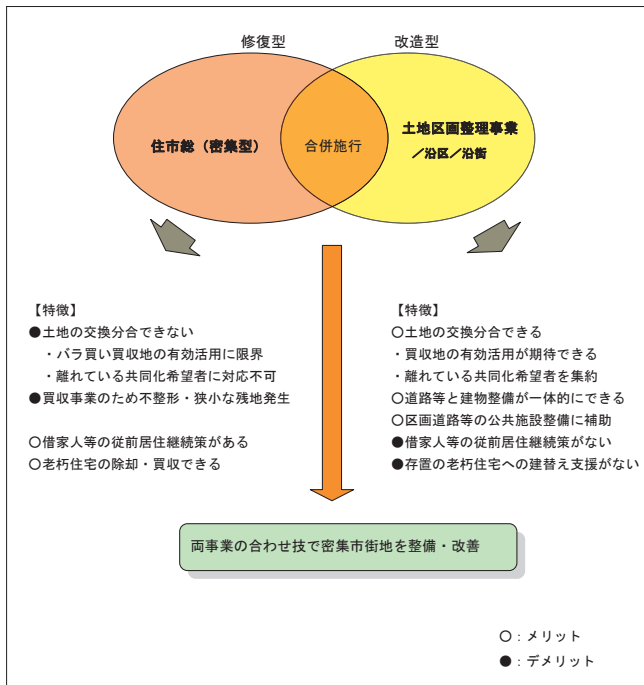 修復型
改造型
住市総（密集型）
合併施行
土地区画整理事業
／沿区／沿街
【特徴】
●土地の交換分合できない
・バラ買い買収地の有効活用に限界
・離れている共同化希望者に対応不可
●買収事業のため不整形・狭小な残地発生
○借家人等の従前居住継続策がある
○老朽住宅の除却・買収できる
【特徴】
○土地の交換分合できる
・買収地の有効活用が期待できる
・離れている共同化希望者を集約
○道路等と建物整備が一体的にできる
○区画道路等の公共施設整備に補助
●借家人等の従前居住継続策がない
●存置の老朽住宅への建替え支援がない
両事業の合わせ技で密集市街地を整備・改善
○：メリット
●：デメリット